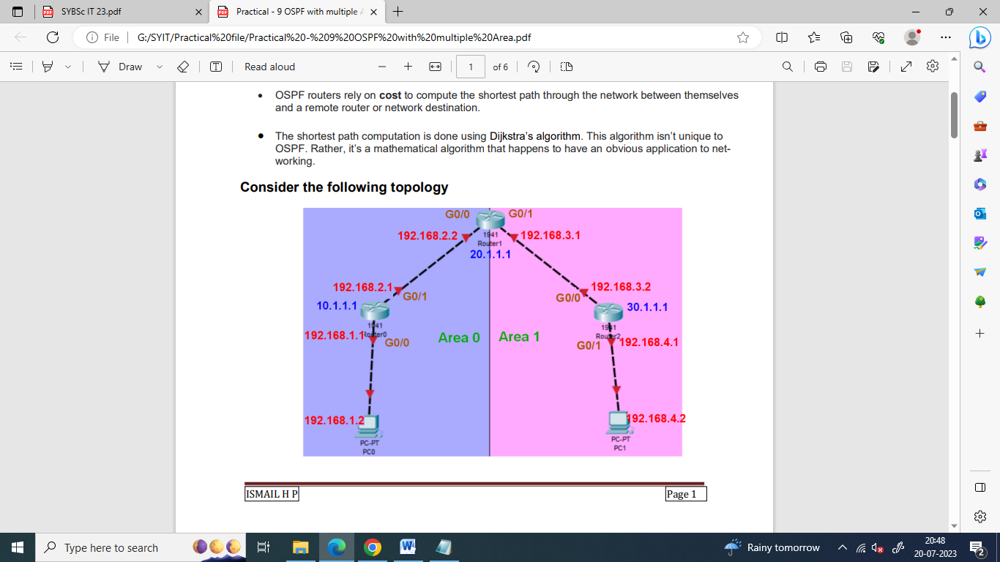 SYBSc IT 23.pdf
Practical - 9 OSPF with multiple A
File
G:/SYIT/Practical%20file/Practical%20-%209%20OSPF%20with%20multiple%20Area.pdf
Draw
Read aloud
1
of 6
• OSPF routers rely on cost to compute the shortest path through the network between themselves
and a remote router or network destination.
• The shortest path computation is done using Dijkstra's algorithm. This algorithm isn't unique to
OSPF. Rather, it's a mathematical algorithm that happens to have an obvious application to net-
working.
Consider the following topology
G0/0
G0/1
192.168.2.2
1941
Router1
192.168.3.1
20.1.1.1
192.168.2.1
G0/1
192.168.3.2
G0/0
10.1.1.1
30.1.1.1
1941
Router0
1941
Router2
192.168.1.1
G0/0
Area 0
Area 1
G0/1
192.168.4.1
192.168.1.2
192.168.4.2
PC-PT
PC0
PC-PT
PC1
ISMAIL H P
Page 1
Type here to search
Rainy tomorrow
20:48
20-07-2023
2